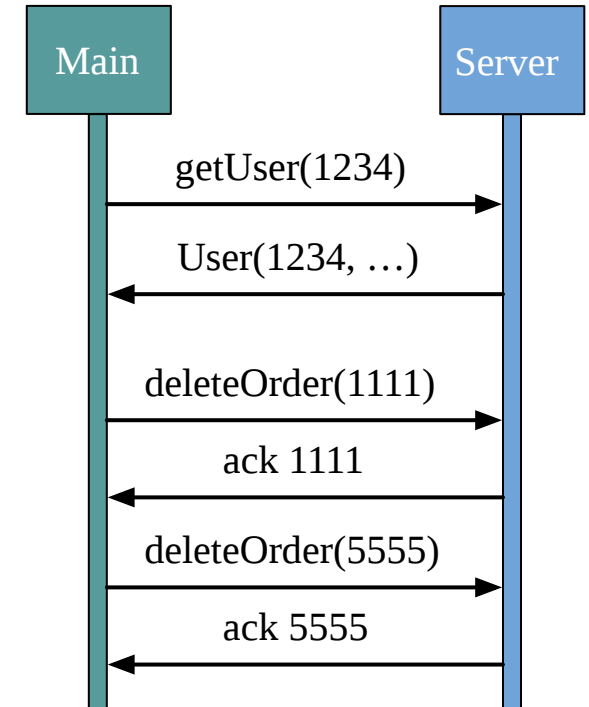 Main
Server
getUser(1234)
User(1234, …)
deleteOrder(1111)
ack 1111
deleteOrder(5555)
ack 5555